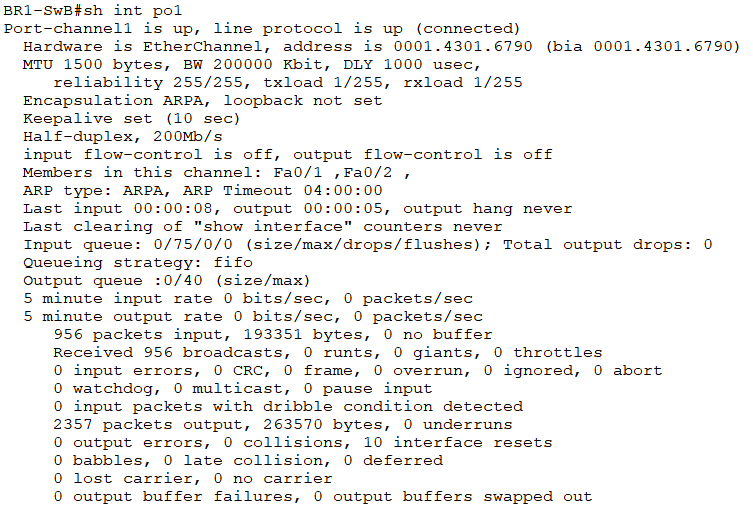 BR1-SwB#sh int po1
Port-channel1 is up, line protocol is up (connected)
Hardware is EtherChannel, address is 0001.4301.6790 (bia 0001.4301.6790)
MTU 1500 bytes, BW 200000 Kbit, DLY 1000 usec,
reliability 255/255, txload 1/255, rxload 1/255
Encapsulation ARPA, loopback not set
Keepalive set (10 sec)
Half-duplex, 200Mb/s
input flow-control is off, output flow-control is off
Members in this channel: Fa0/1 ,Fa0/2 ,
ARP type: ARPA, ARP Timeout 04:00:00
Last input 00:00:08, output 00:00:05, output hang never
Last clearing of "show interface" counters never
Input queue: 0/75/0/0 (size/max/drops/flushes); Total output drops: 0
Queueing strategy: fifo
Output queue :0/40 (size/max)
5 minute input rate 0 bits/sec, 0 packets/sec
5 minute output rate 0 bits/sec, 0 packets/sec
956 packets input, 193351 bytes, 0 no buffer
Received 956 broadcasts, 0 runts, 0 giants, 0 throttles
0 input errors, 0 CRC, 0 frame, 0 overrun, 0 ignored, 0 abort
0 watchdog, 0 multicast, 0 pause input
0 input packets with dribble condition detected
2357 packets output, 263570 bytes, 0 underruns
0 output errors, 0 collisions, 10 interface resets
0 babbles, 0 late collision, 0 deferred
0 lost carrier, 0 no carrier
0 output buffer failures, 0 output buffers swapped out